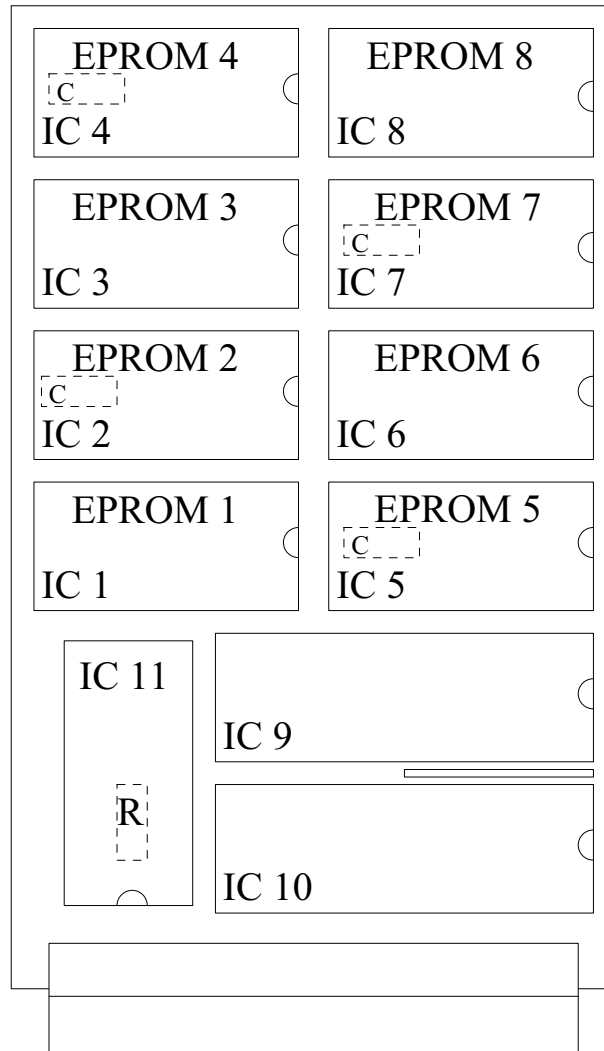 EPROM 4
C
IC 4
EPROM 8
IC 8
EPROM 3
IC 3
EPROM 7
C
IC 7
EPROM 2
C
IC 2
EPROM 6
IC 6
EPROM 1
IC 1
EPROM 5
C
IC 5
IC 11
R
IC 9
IC 10